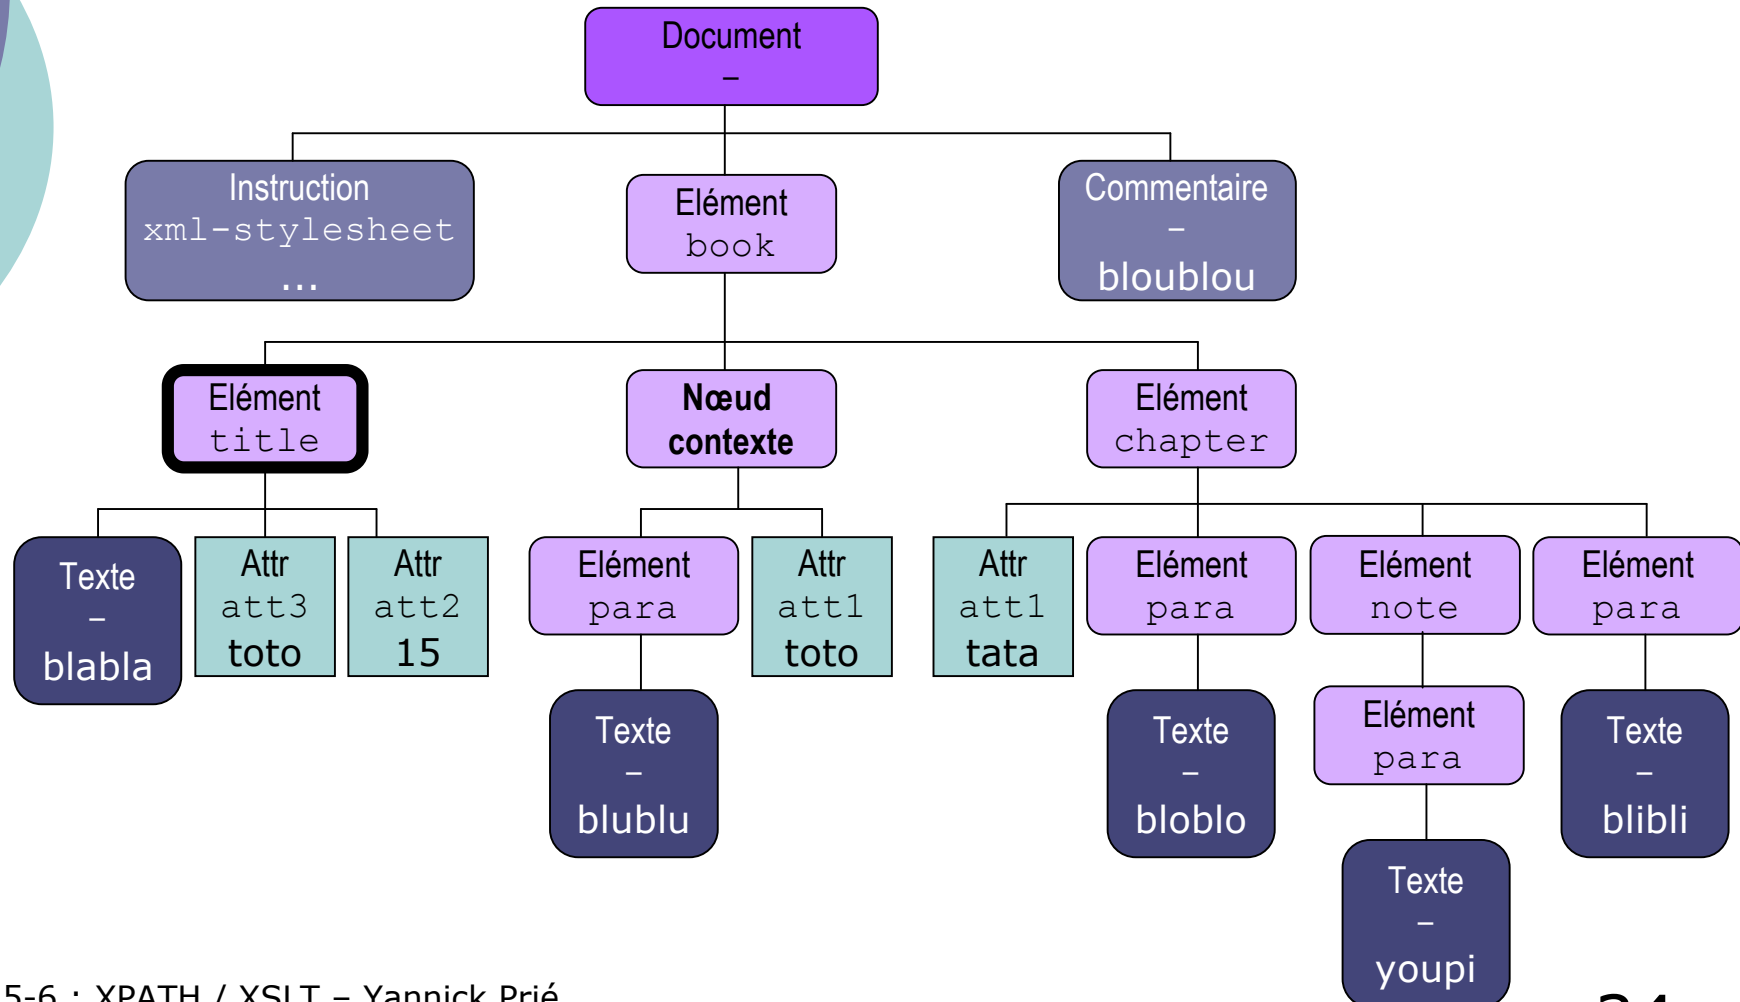 Document
–
Instruction
xml-stylesheet
...
Elément
book
Commentaire
–
bloublou
Elément
title
Nœud
contexte
Elément
chapter
Texte
–
blabla
Attr
att3
toto
Attr
att2
15
Elément
para
Attr
att1
toto
Attr
att1
tata
Elément
para
Elément
note
Elément
para
Texte
–
blublu
Texte
–
bloblo
Elément
para
Texte
–
blibli
Texte
–
youpi
5-6 : XPATH / XSLT – Yannick Prié